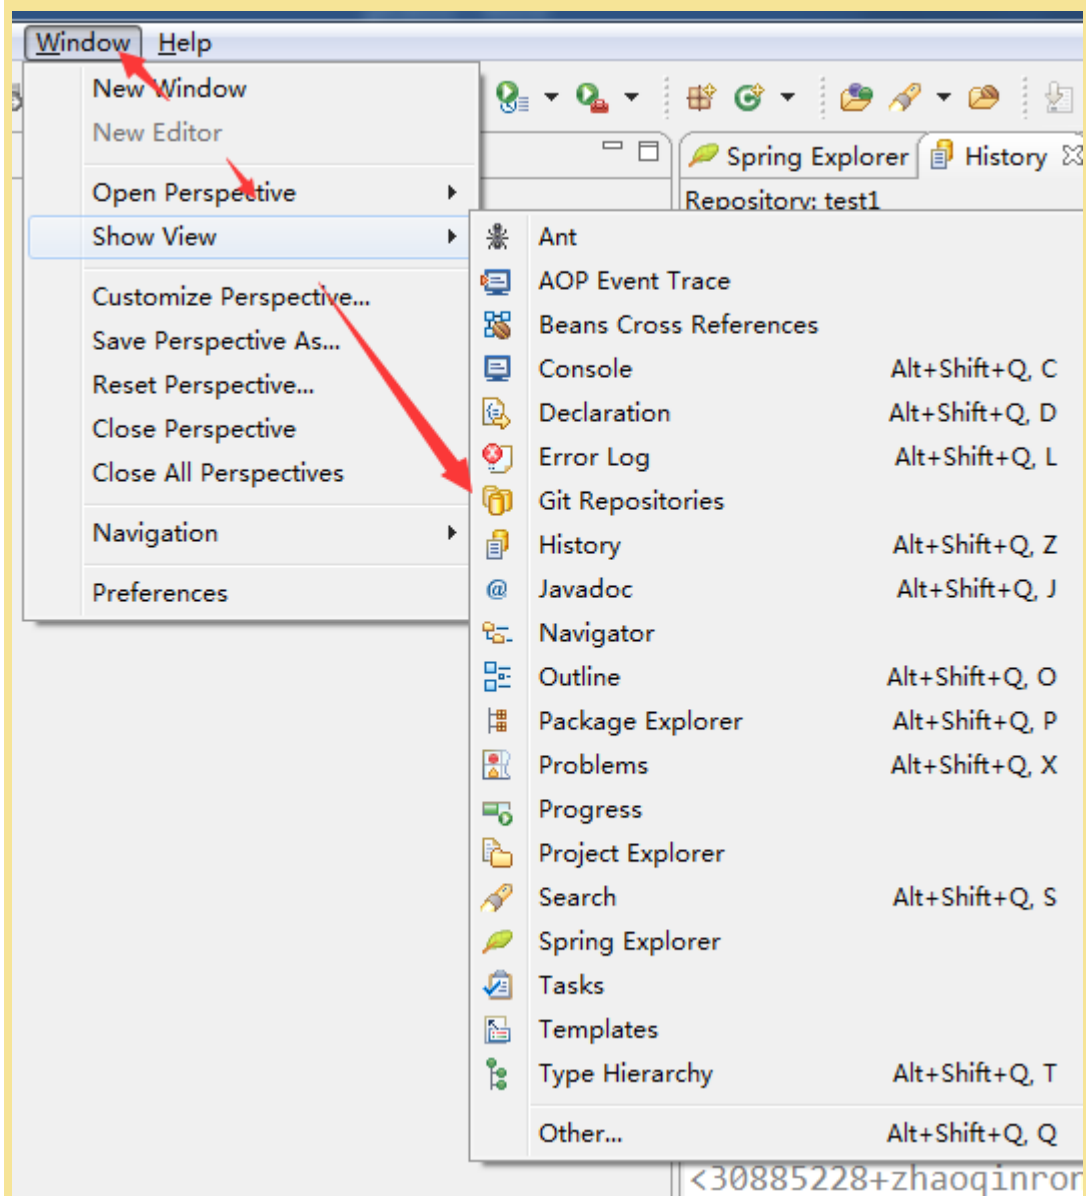 Window Help
New Window
New Editor
Open Perspective
Show View
Customize Perspective...
Save Perspective As...
Reset Perspective...
Close Perspective
Close All Perspectives
Navigation
Preferences
Spring Explorer
History
Repository: test1
Ant
AOP Event Trace
Beans Cross References
Console Alt+Shift+Q, C
Declaration Alt+Shift+Q, D
Error Log Alt+Shift+Q, L
Git Repositories
History Alt+Shift+Q, Z
Javadoc Alt+Shift+Q, J
Navigator
Outline Alt+Shift+Q, O
Package Explorer Alt+Shift+Q, P
Problems Alt+Shift+Q, X
Progress
Project Explorer
Search Alt+Shift+Q, S
Spring Explorer
Tasks
Templates
Type Hierarchy Alt+Shift+Q, T
Other... Alt+Shift+Q, Q
<30885228+zhaoqinron